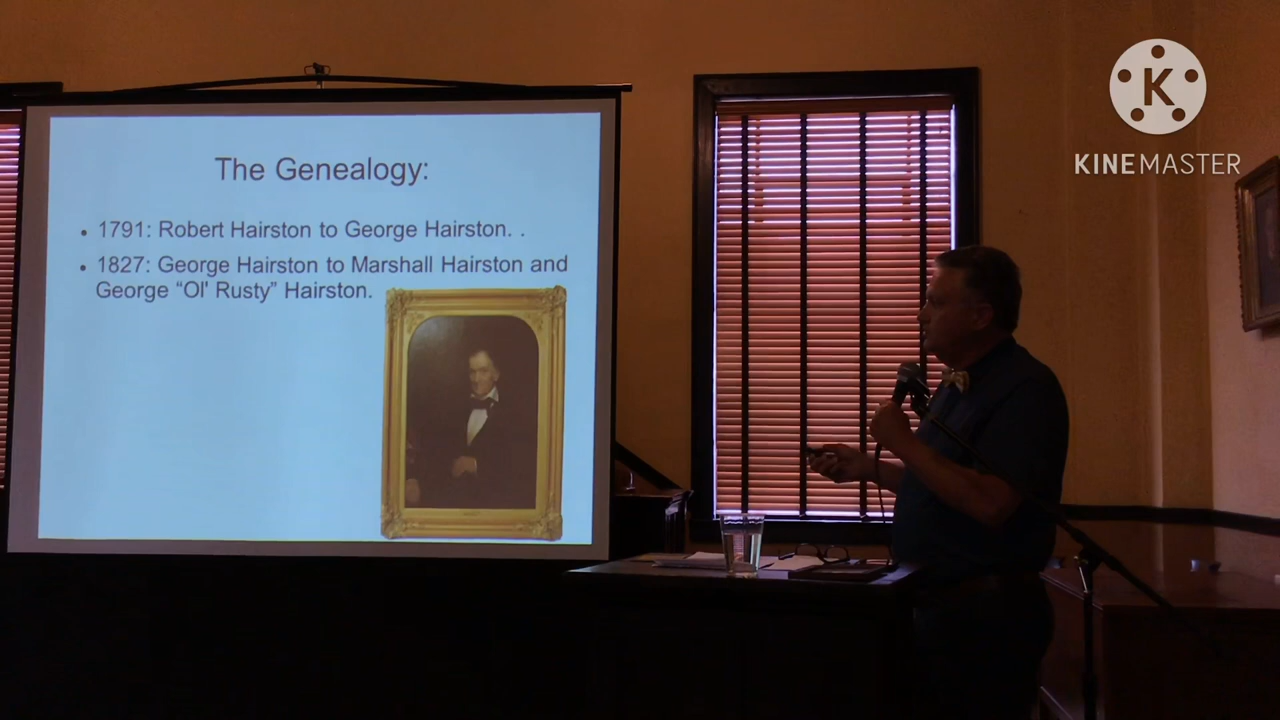 The Genealogy:
• 1791: Robert Hairston to George Hairston. .
• 1827: George Hairston to Marshall Hairston and
George “Ol' Rusty” Hairston.
K
KINEMASTER